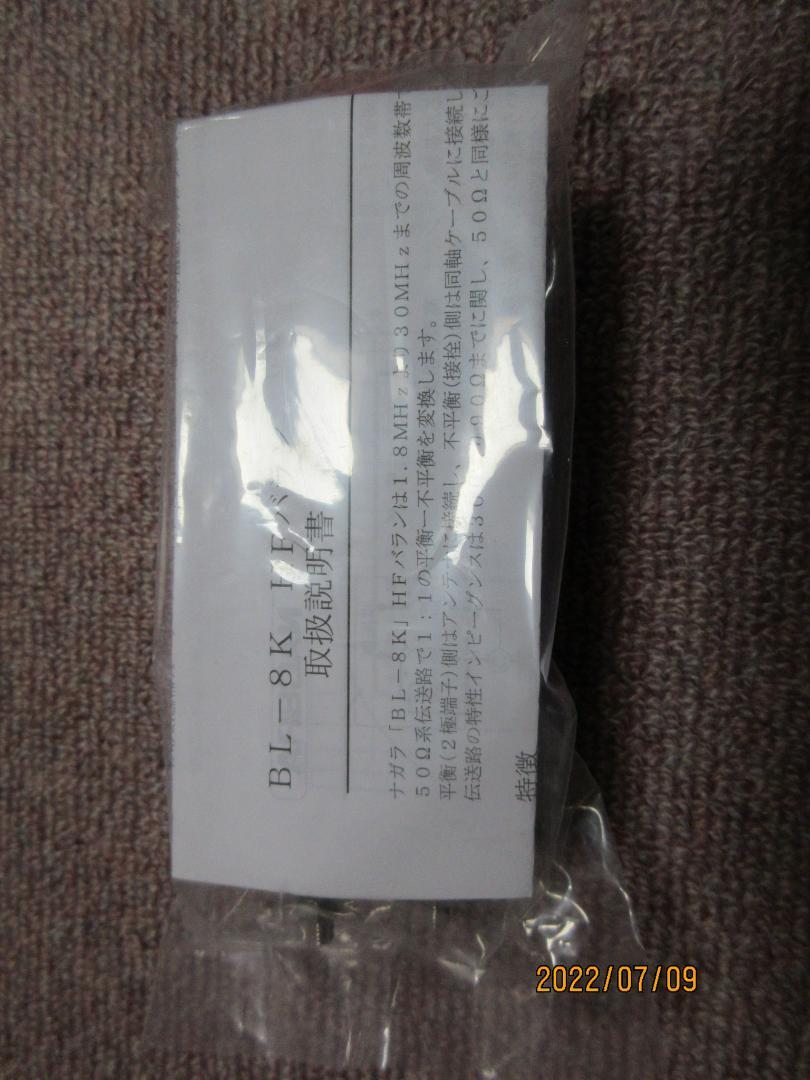 BL－8K HFバ
取扱説明書
ナガラ「BL－8K」HFバランは1．8MHzより30MHzまでの周波数帯
50Ω系伝送路で1：1の平衡ー不平衡を変換します。
平衡(2極端子)側はアンテナに接続し、不平衡(接栓)側は同軸ケーブルに接続し
伝送路の特性インピーダンスは30 00Ωまでに関し、50Ωと同様にご
特徴
2022/07/09